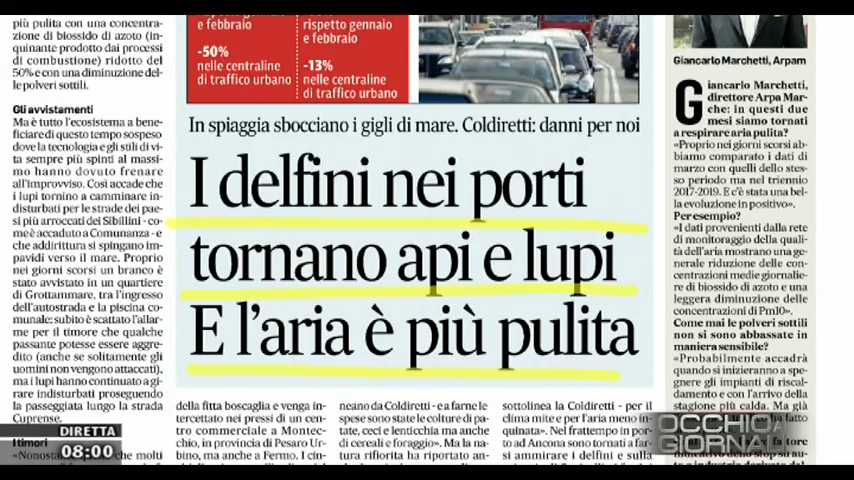 più pulita con una concentra-
zione di biossido di azoto (in-
quinante prodotto dai processi
di combustione) ridotto del
50% e con una diminuzione del-
le polveri sottili.
Gli avvistamenti
Ma è tutto l'ecosistema a bene-
ficiare di questo tempo sospeso
dove la tecnologia e gli stili di vi-
ta sempre più spinti al massi-
mo hanno dovuto frenare
all'improvviso. Così accade che
i lupi tornino a camminare in-
disturbati per le strade dei pae-
si più arroccati dei Sibillini - co-
me è accaduto a Comunanza - e
che addirittura si spingano im-
pavidi verso il mare. Proprio
nei giorni scorsi un branco è
stato avvistato in un quartiere
di Grottammare, tra l'ingresso
dell'autostrada e la piscina co-
munale: subito è scattato l'allar-
me per il timore che qualche
passante potesse essere aggre-
dito (anche se solitamente gli
uomini non vengono attaccati),
ma i lupi hanno continuato a gi-
rare indisturbati proseguendo
la passeggiata lungo la strada
Cuprense.
I timori
che molti
e febbraio
-50%
nelle centraline
di traffico urbano
rispetto gennaio
e febbraio
-13%
nelle centraline
di traffico urbano
In spiaggia sbocciano i gigli di mare. Coldiretti: danni per noi
I delfini nei porti
tornano api e lupi
E l'aria è più pulita
della fitta boscaglia e venga in-
tercettato nei pressi di un cen-
tro commerciale a Montec-
chio, in provincia di Pesaro Ur-
bino, ma anche a Fermo. I cin-
neano da Coldiretti - e a farne le
spese sono state le colture di pa-
tate, ceci e lenticchia ma anche
di cereali e foraggio». Ma la na-
tura rifiorita ha riportato an-
sottolinea la Coldiretti - per il
clima mite e per l'aria meno in-
quinata». Nel frattempo in por-
to ad Ancona sono tornati a far-
si ammirare i delfini e sulla
Giancarlo Marchetti, Arpam
Giancarlo Marchetti,
direttore Arpa Mar-
che: in questi due
mesi siamo tornati
a respirare aria pulita?
«Proprio nei giorni scorsi ab-
biamo comparato i dati di
marzo con quelli dello stes-
so periodo ma nel triennio
2017-2019. E c'è stata una bel-
la evoluzione in positivo».
Per esempio?
«I dati provenienti dalla rete
di monitoraggio della quali-
tà dell'aria mostrano una ge-
nerale riduzione delle con-
centrazioni medie giornalie-
re di biossido di azoto e una
leggera diminuzione delle
concentrazioni di Pm10».
Come mai le polveri sottili
non si sono abbassate in
maniera sensibile?
«Probabilmente accadrà
quando si inizieranno a spe-
gnere gli impianti di riscal-
damento e con l'arrivo della
stagione più calda. Ma già
ha fatto
DIRETTA
08:00
OCCHIO AI
GIORNALI